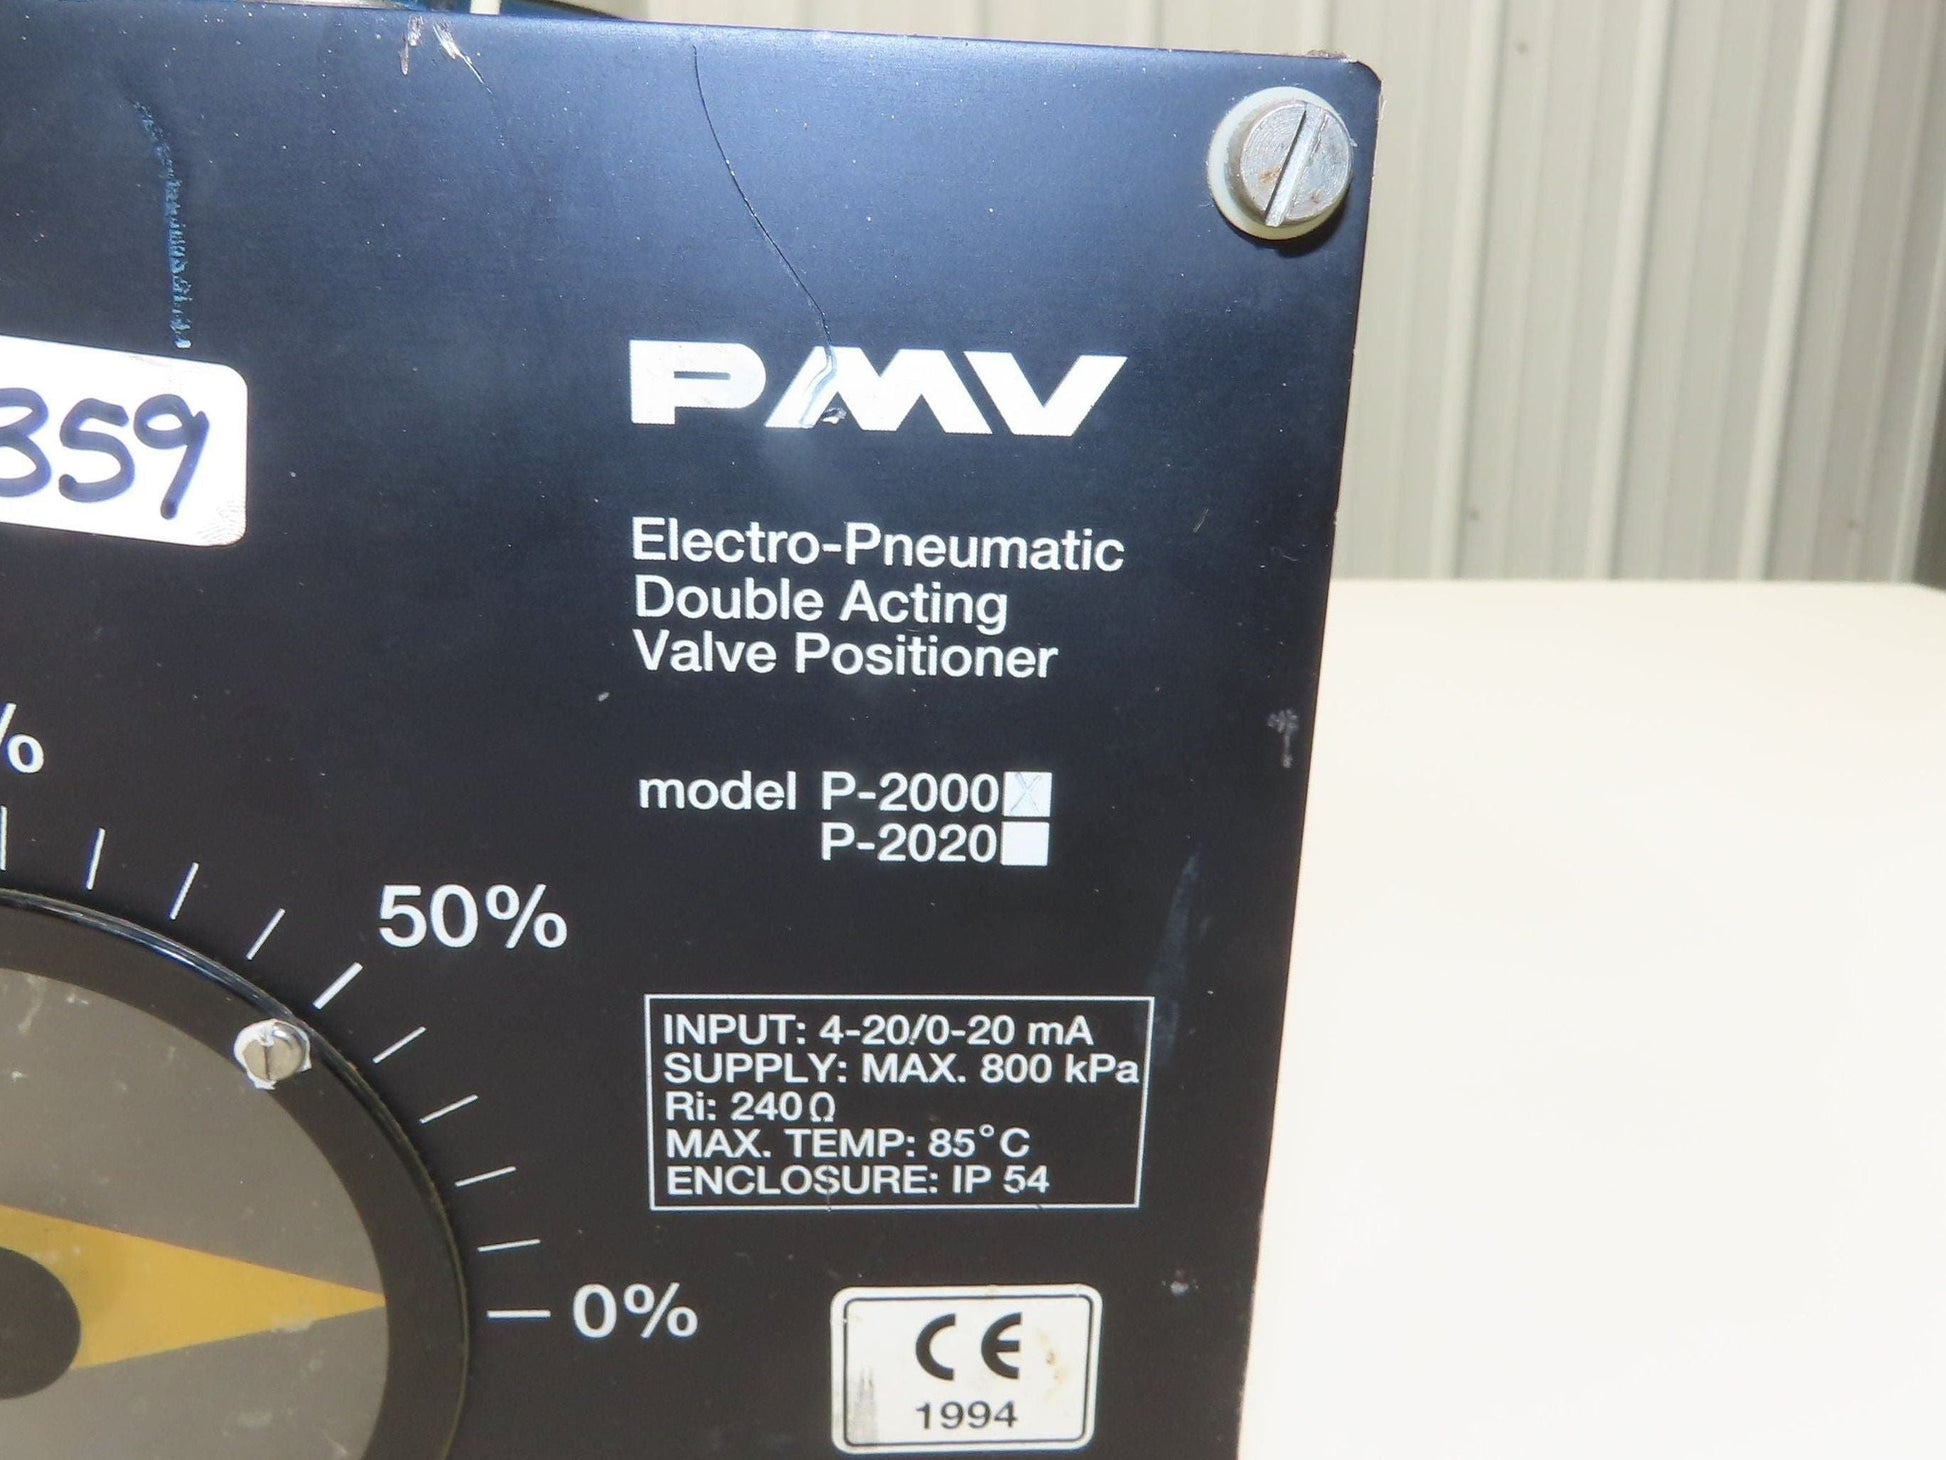 PMV
359
Electro-Pneumatic
Double Acting
Valve Positioner
%
model P-2000
P-2020
50%
INPUT: 4-20/0-20 mA
SUPPLY: MAX. 800 kPa
Ri: 240Ω
MAX. TEMP: 85°C
ENCLOSURE: IP 54
0%
CE
1994